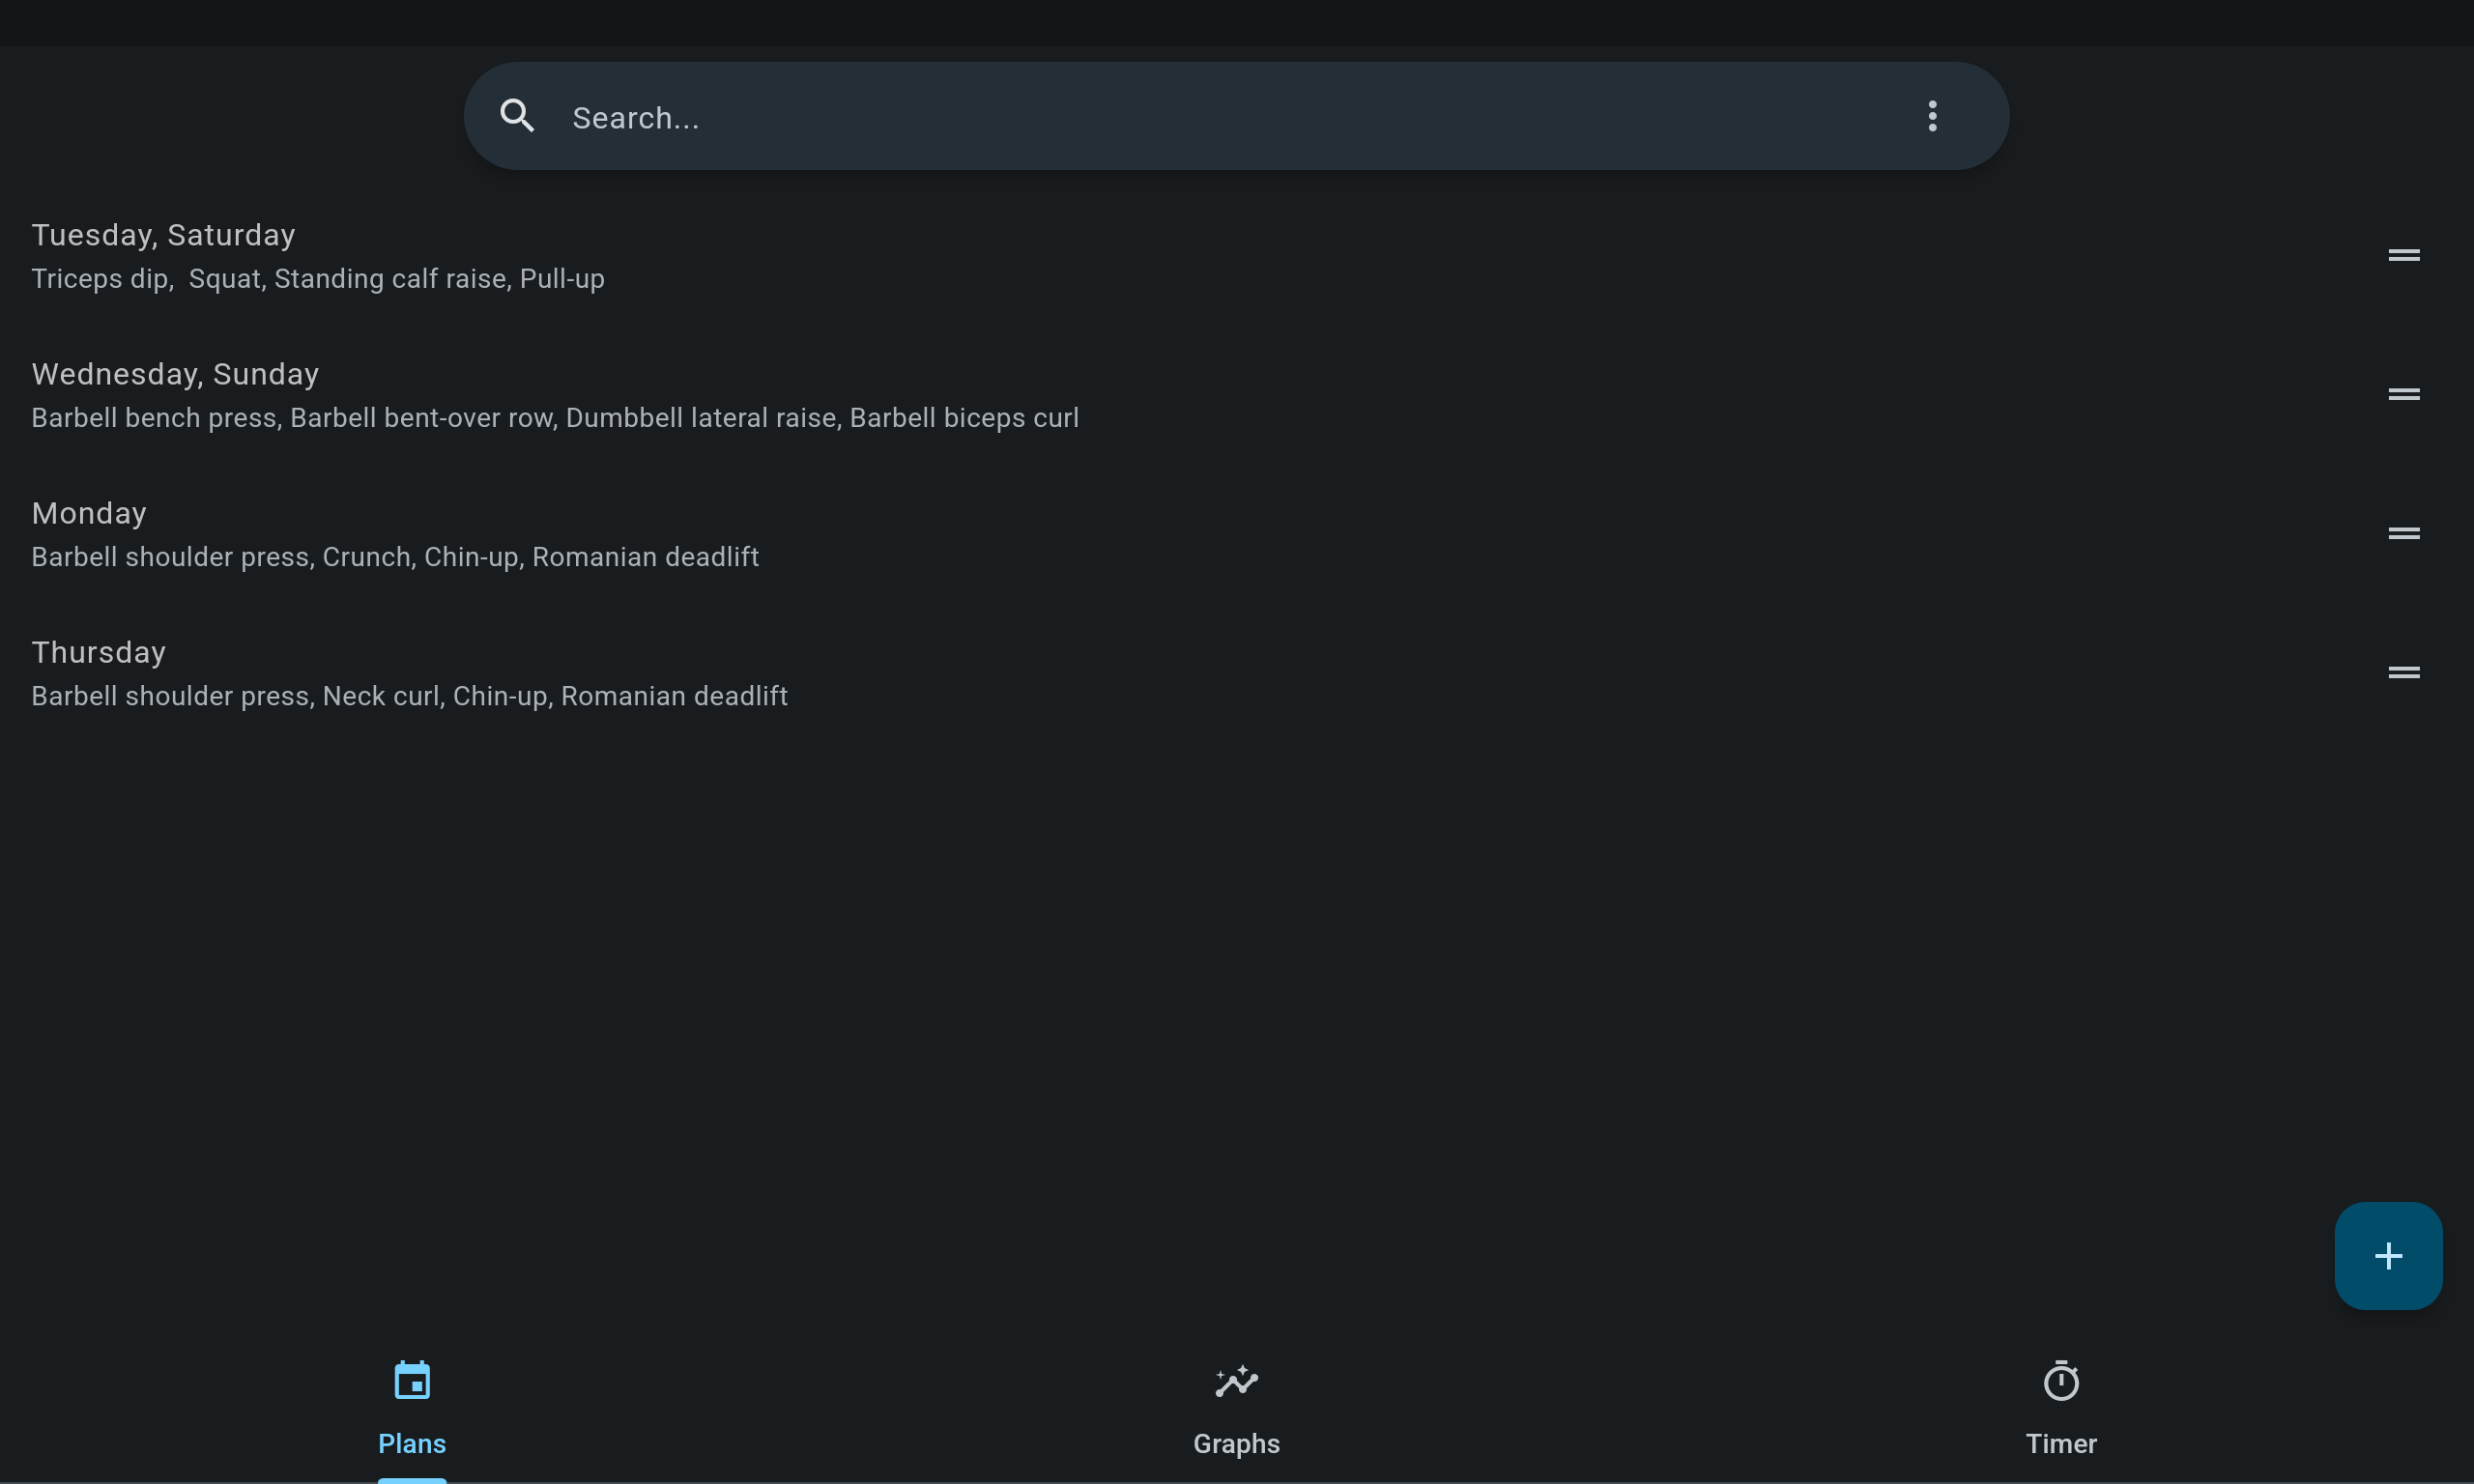 Search...
Tuesday, Saturday
Triceps dip,  Squat, Standing calf raise, Pull-up
Wednesday, Sunday
Barbell bench press, Barbell bent-over row, Dumbbell lateral raise, Barbell biceps curl
Monday
Barbell shoulder press, Crunch, Chin-up, Romanian deadlift
Thursday
Barbell shoulder press, Neck curl, Chin-up, Romanian deadlift
Plans
Graphs
Timer